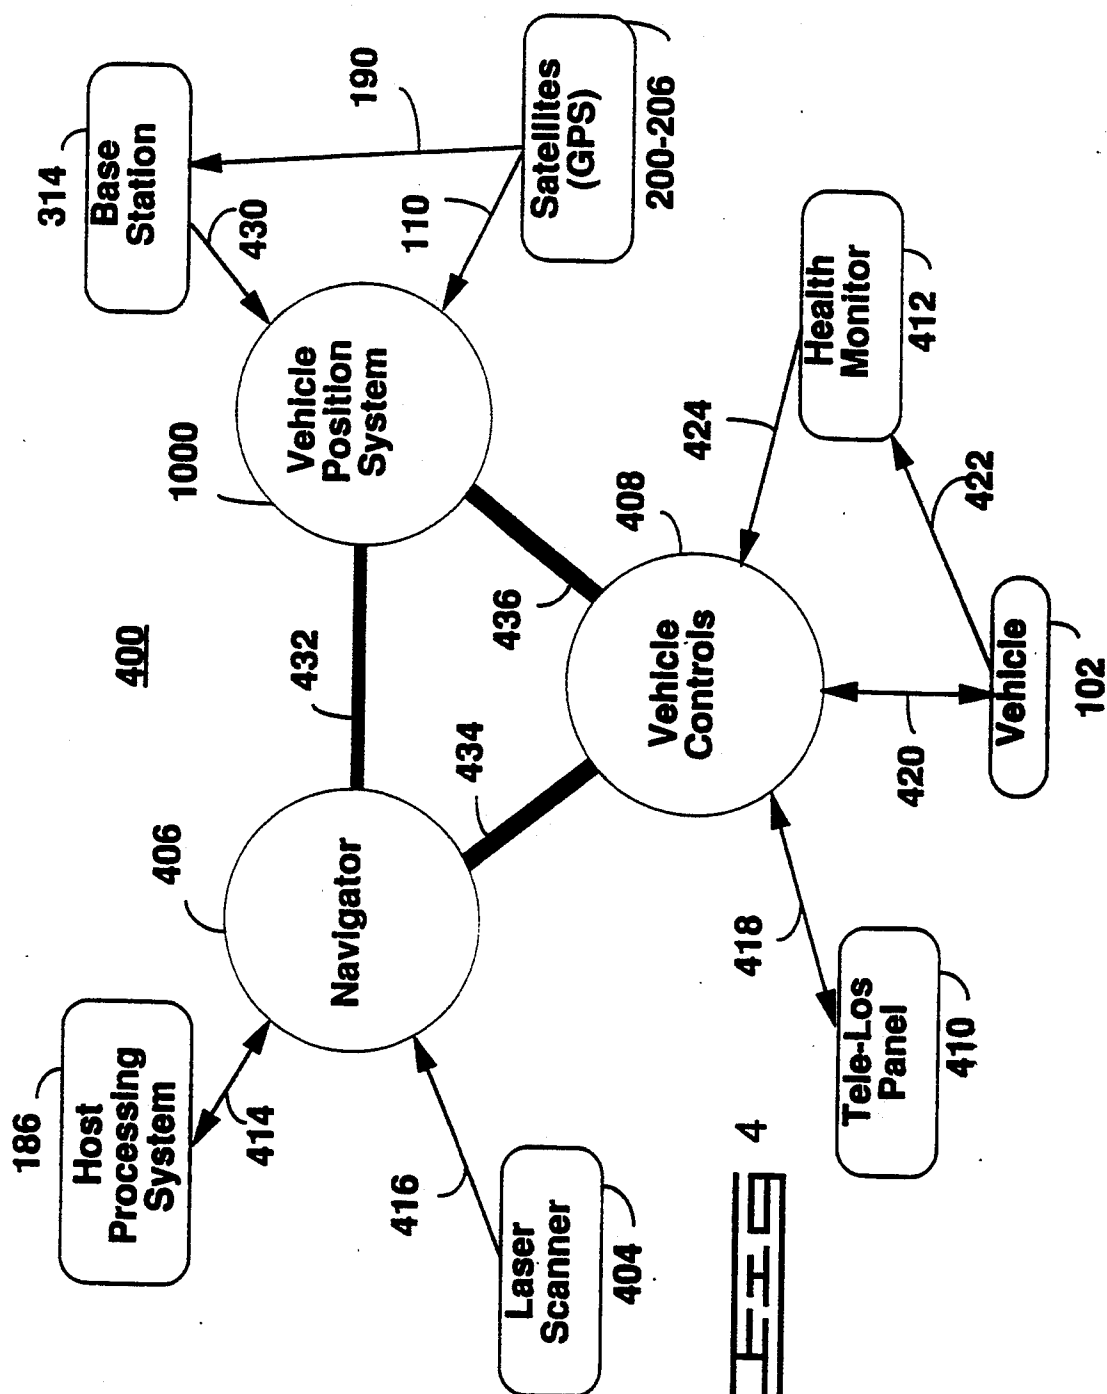 400
186
Host
Processing
System
414
406
Navigator
432
1000
Vehicle
Position
System
314
Base
Station
430
190
110
Satellites
(GPS)
200-206
416
Laser
Scanner
404
434
436
408
Vehicle
Controls
424
Health
Monitor
412
418
Tele-Los
Panel
410
420
422
Vehicle
102
FIG 4